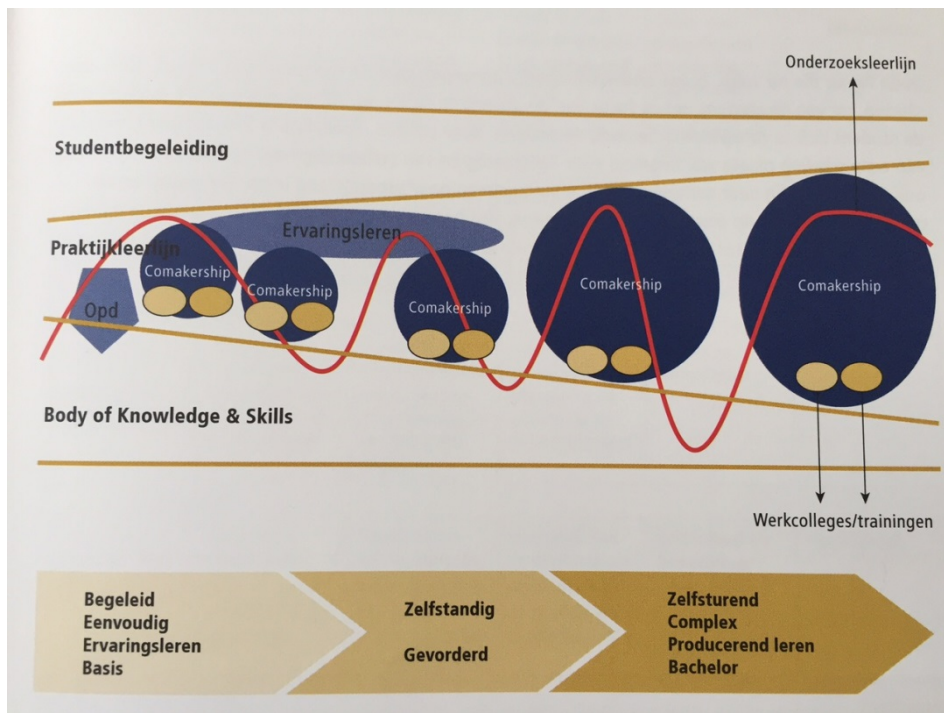 Onderzoeksleerlijn
Studentbegeleiding
Ervaringsleren
Praktijkleerlijn
Comakership
Comakership
Comakership
Comakership
Comakership
Opd
Body of Knowledge & Skills
Werkcolleges/trainingen
Begeleid
Eenvoudig
Ervaringsleren
Basis
Zelfstandig
Gevorderd
Zelfsturend
Complex
Producerend leren
Bachelor